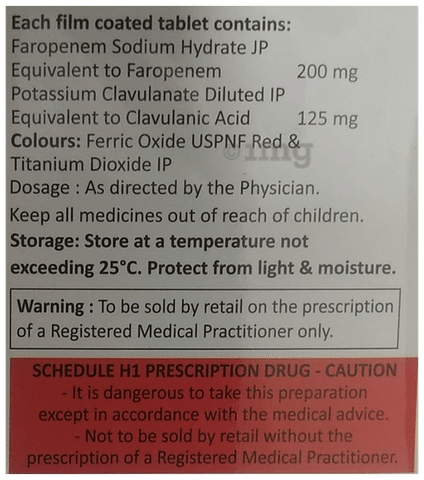 Each film coated tablet contains:
Faropenem Sodium Hydrate JP
Equivalent to Faropenem 200 mg
Potassium Clavulanate Diluted IP
Equivalent to Clavulanic Acid 125 mg
Colours: Ferric Oxide USPNF Red &
Titanium Dioxide IP
Dosage : As directed by the Physician.
Keep all medicines out of reach of children.
Storage: Store at a temperature not
exceeding 25°C. Protect from light & moisture.
Warning : To be sold by retail on the prescription
of a Registered Medical Practitioner only.
SCHEDULE H1 PRESCRIPTION DRUG - CAUTION
- It is dangerous to take this preparation
except in accordance with the medical advice.
- Not to be sold by retail without the
prescription of a Registered Medical Practitioner.